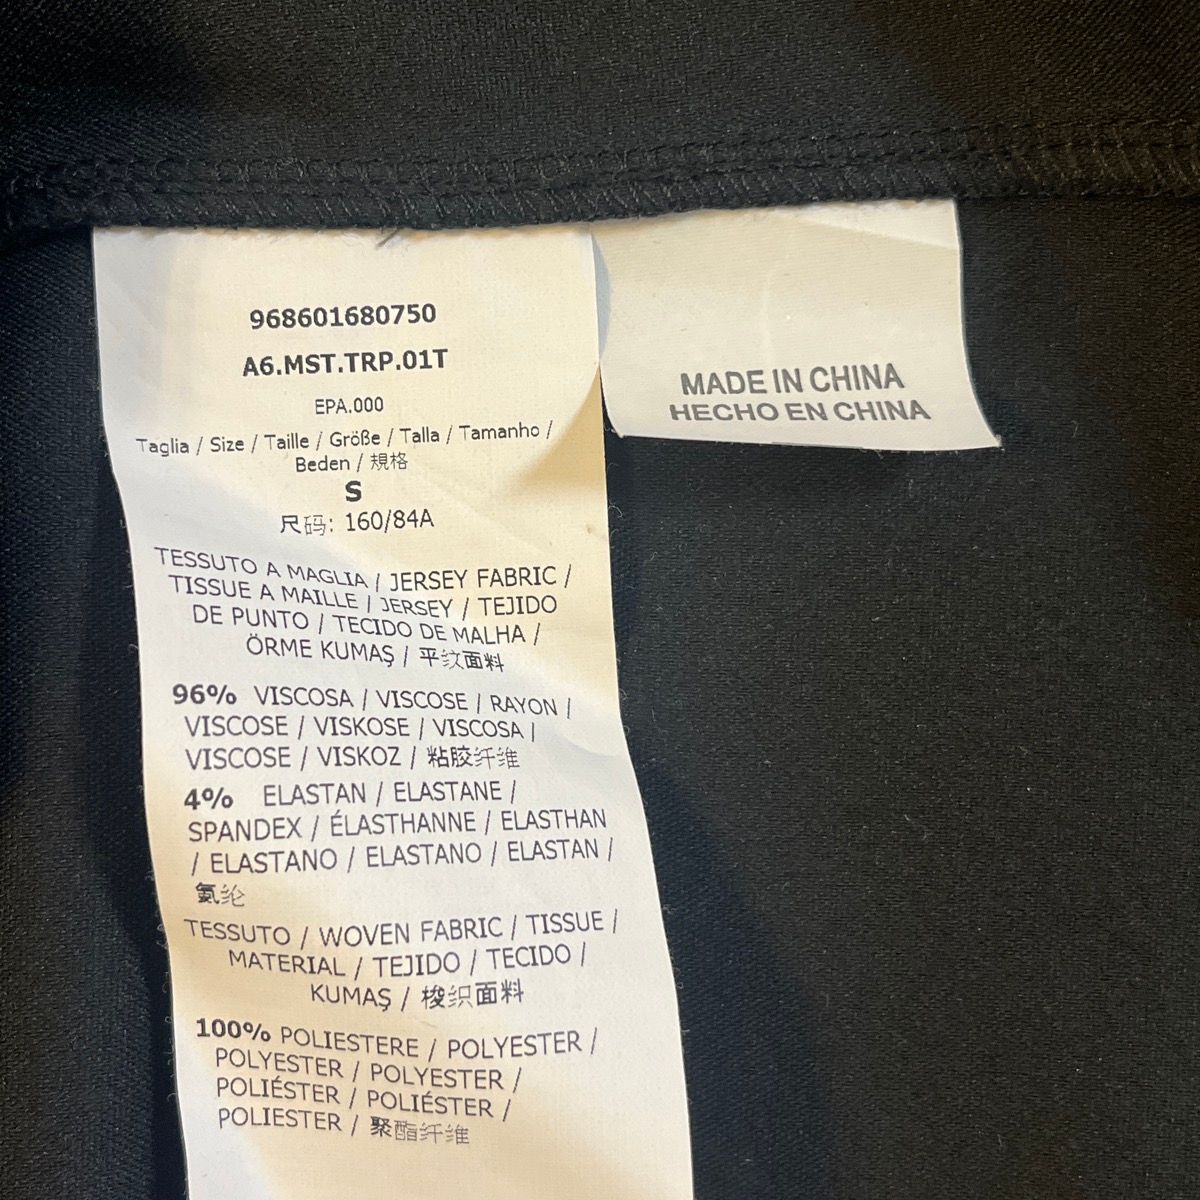 968601680750
A6.MST.TRP.01T
EPA.000
Taglia / Size / Taille / Größe / Talla / Tamanho /
Beden / 規格
S
尺码: 160/84A
TESSUTO A MAGLIA / JERSEY FABRIC /
TISSUE A MAILLE / JERSEY / TEJIDO
DE PUNTO / TECIDO DE MALHA /
ÖRME KUMAŞ / 平纹面料
96% VISCOSA / VISCOSE / RAYON /
VISCOSE / VISKOSE / VISCOSA /
VISCOSE / VISKOZ / 粘胶纤维
4% ELASTAN / ELASTANE /
SPANDEX / ÉLASTHANNE / ELASTHAN
/ ELASTANO / ELASTANO / ELASTAN /
氨纶
TESSUTO / WOVEN FABRIC / TISSUE /
MATERIAL / TEJIDO / TECIDO /
KUMAŞ / 梭织面料
100% POLIESTERE / POLYESTER /
POLYESTER / POLYESTER /
POLIÉSTER / POLIÉSTER /
POLIESTER / 聚酯纤维
MADE IN CHINA
HECHO EN CHINA